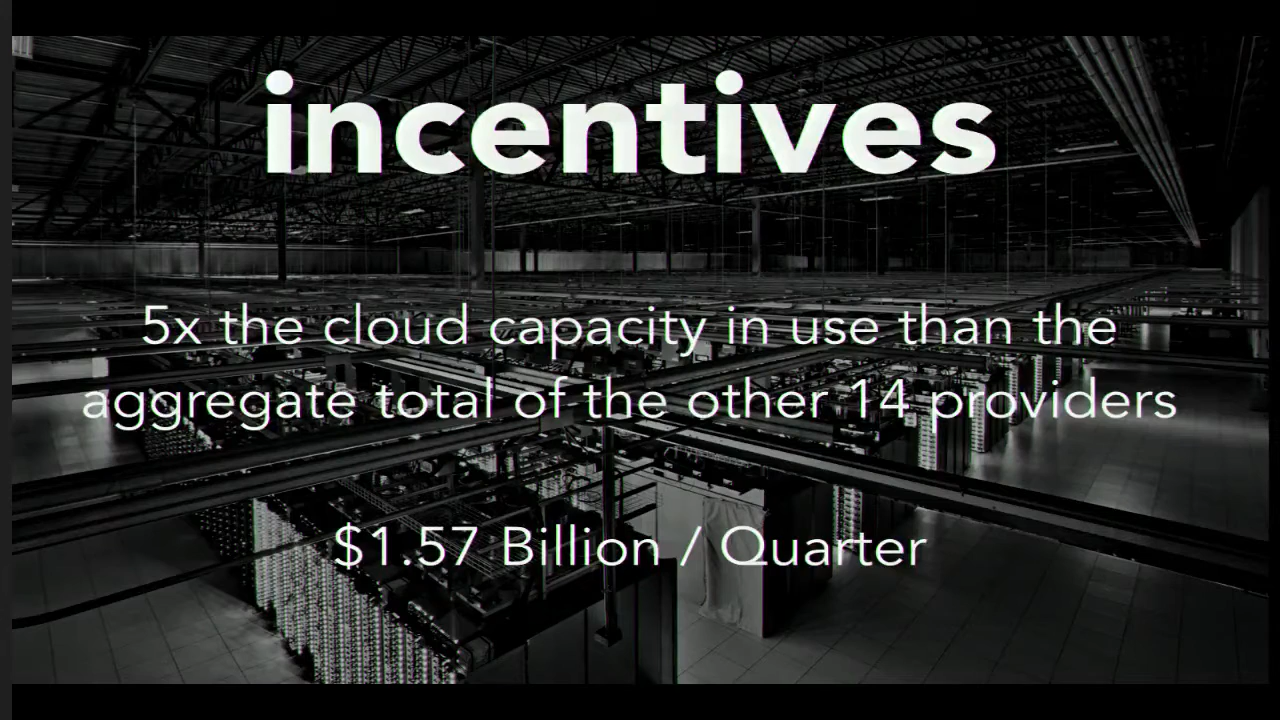 incentives
5x the cloud capacity in use than the
aggregate total of the other 14 providers
$1.57 Billion / Quarter